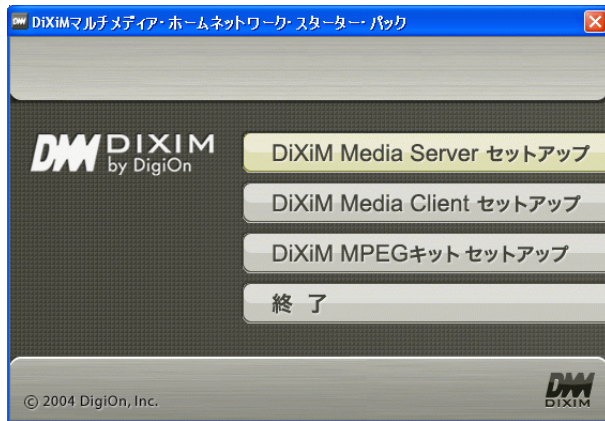 DiXiMマルチメディア・ホームネットワーク・スターター・パック
DIXIM
by DigiOn
DiXiM Media Server セットアップ
DiXiM Media Client セットアップ
DiXiM MPEGキット セットアップ
終 了
© 2004 DigiOn, Inc.
DIXIM